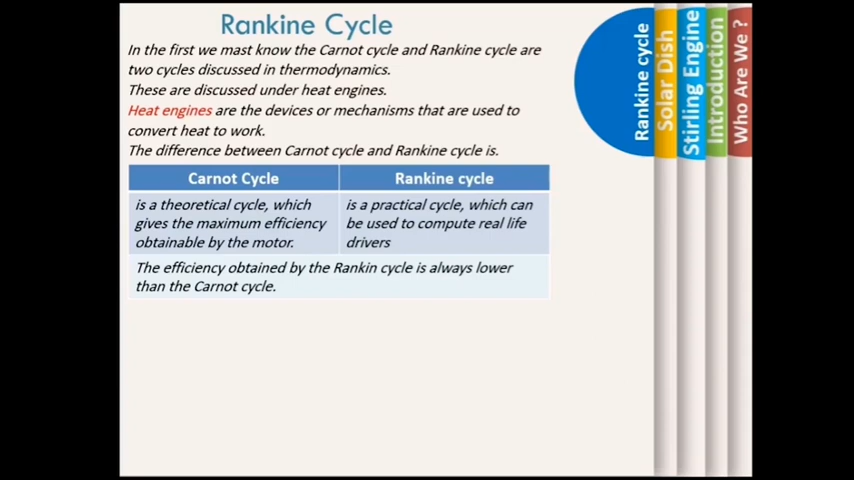 Rankine Cycle
In the first we mast know the Carnot cycle and Rankine cycle are
two cycles discussed in thermodynamics.
These are discussed under heat engines.
Heat engines are the devices or mechanisms that are used to
convert heat to work.
The difference between Carnot cycle and Rankine cycle is.
Carnot Cycle
Rankine cycle
is a theoretical cycle, which
gives the maximum efficiency
obtainable by the motor.
is a practical cycle, which can
be used to compute real life
drivers
The efficiency obtained by the Rankin cycle is always lower
than the Carnot cycle.
Rankine cycle
Solar Dish
Stirling Engine
Introduction
Who Are We ?